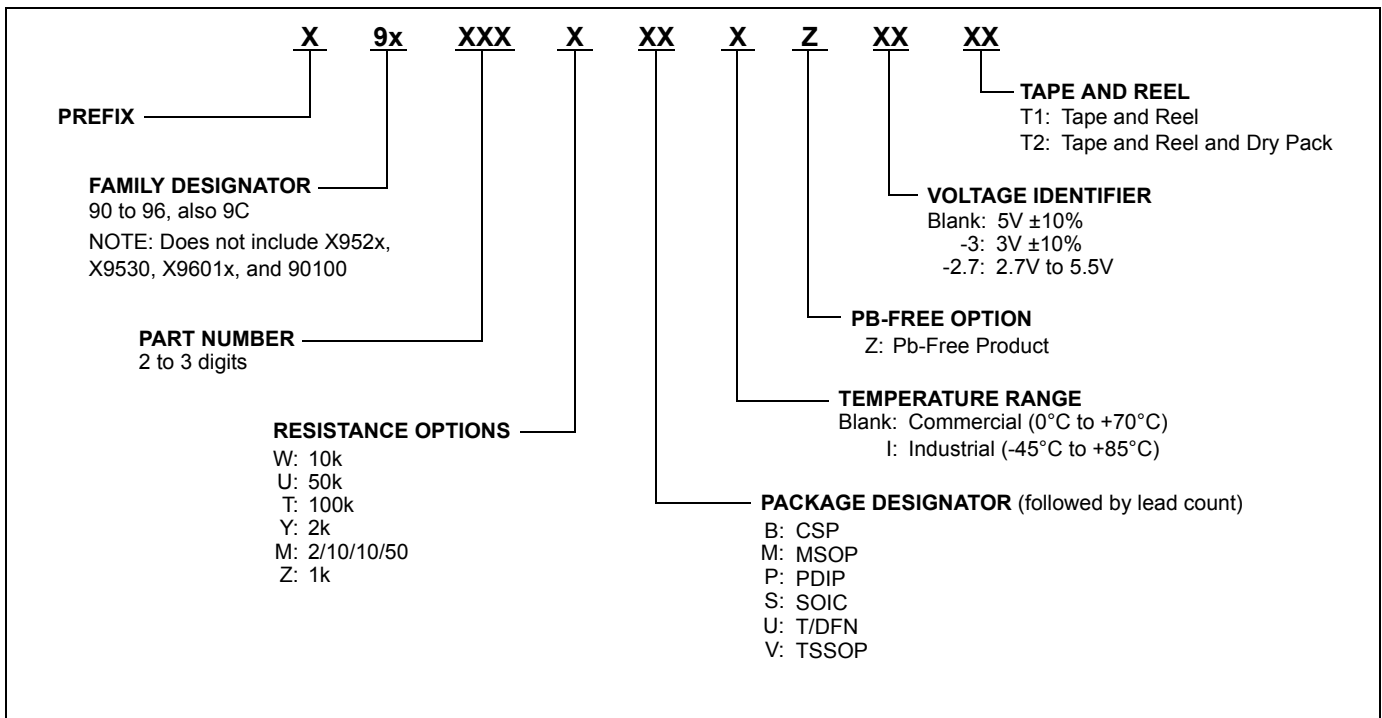 X 9x XXX X XX X Z XX XX
PREFIX
FAMILY DESIGNATOR
90 to 96, also 9C
NOTE: Does not include X952x,
X9530, X9601x, and 90100
PART NUMBER
2 to 3 digits
RESISTANCE OPTIONS
W: 10k
U: 50k
T: 100k
Y: 2k
M: 2/10/10/50
Z: 1k
TAPE AND REEL
T1: Tape and Reel
T2: Tape and Reel and Dry Pack
VOLTAGE IDENTIFIER
Blank: 5V ±10%
-3: 3V ±10%
-2.7: 2.7V to 5.5V
PB-FREE OPTION
Z: Pb-Free Product
TEMPERATURE RANGE
Blank: Commercial (0°C to +70°C)
I: Industrial (-45°C to +85°C)
PACKAGE DESIGNATOR (followed by lead count)
B: CSP
M: MSOP
P: PDIP
S: SOIC
U: T/DFN
V: TSSOP